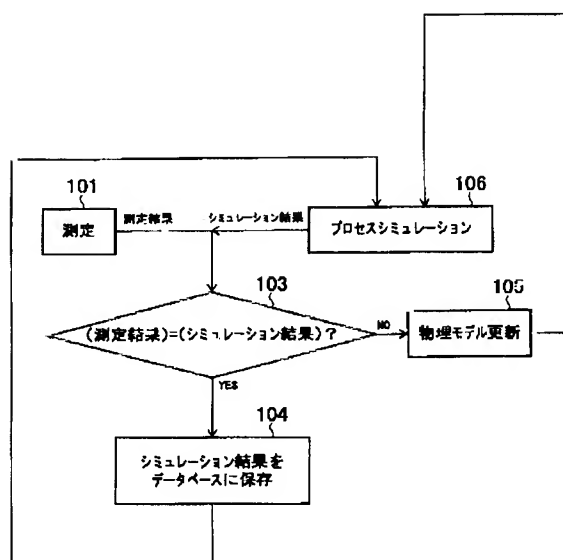 101
測定
測定結果
シミュレーション結果
106
プロセスシミュレーション
103
(測定結果)=(シミュレーション結果)?
NO
105
物理モデル更新
YES
104
シミュレーション結果を
データベースに保存